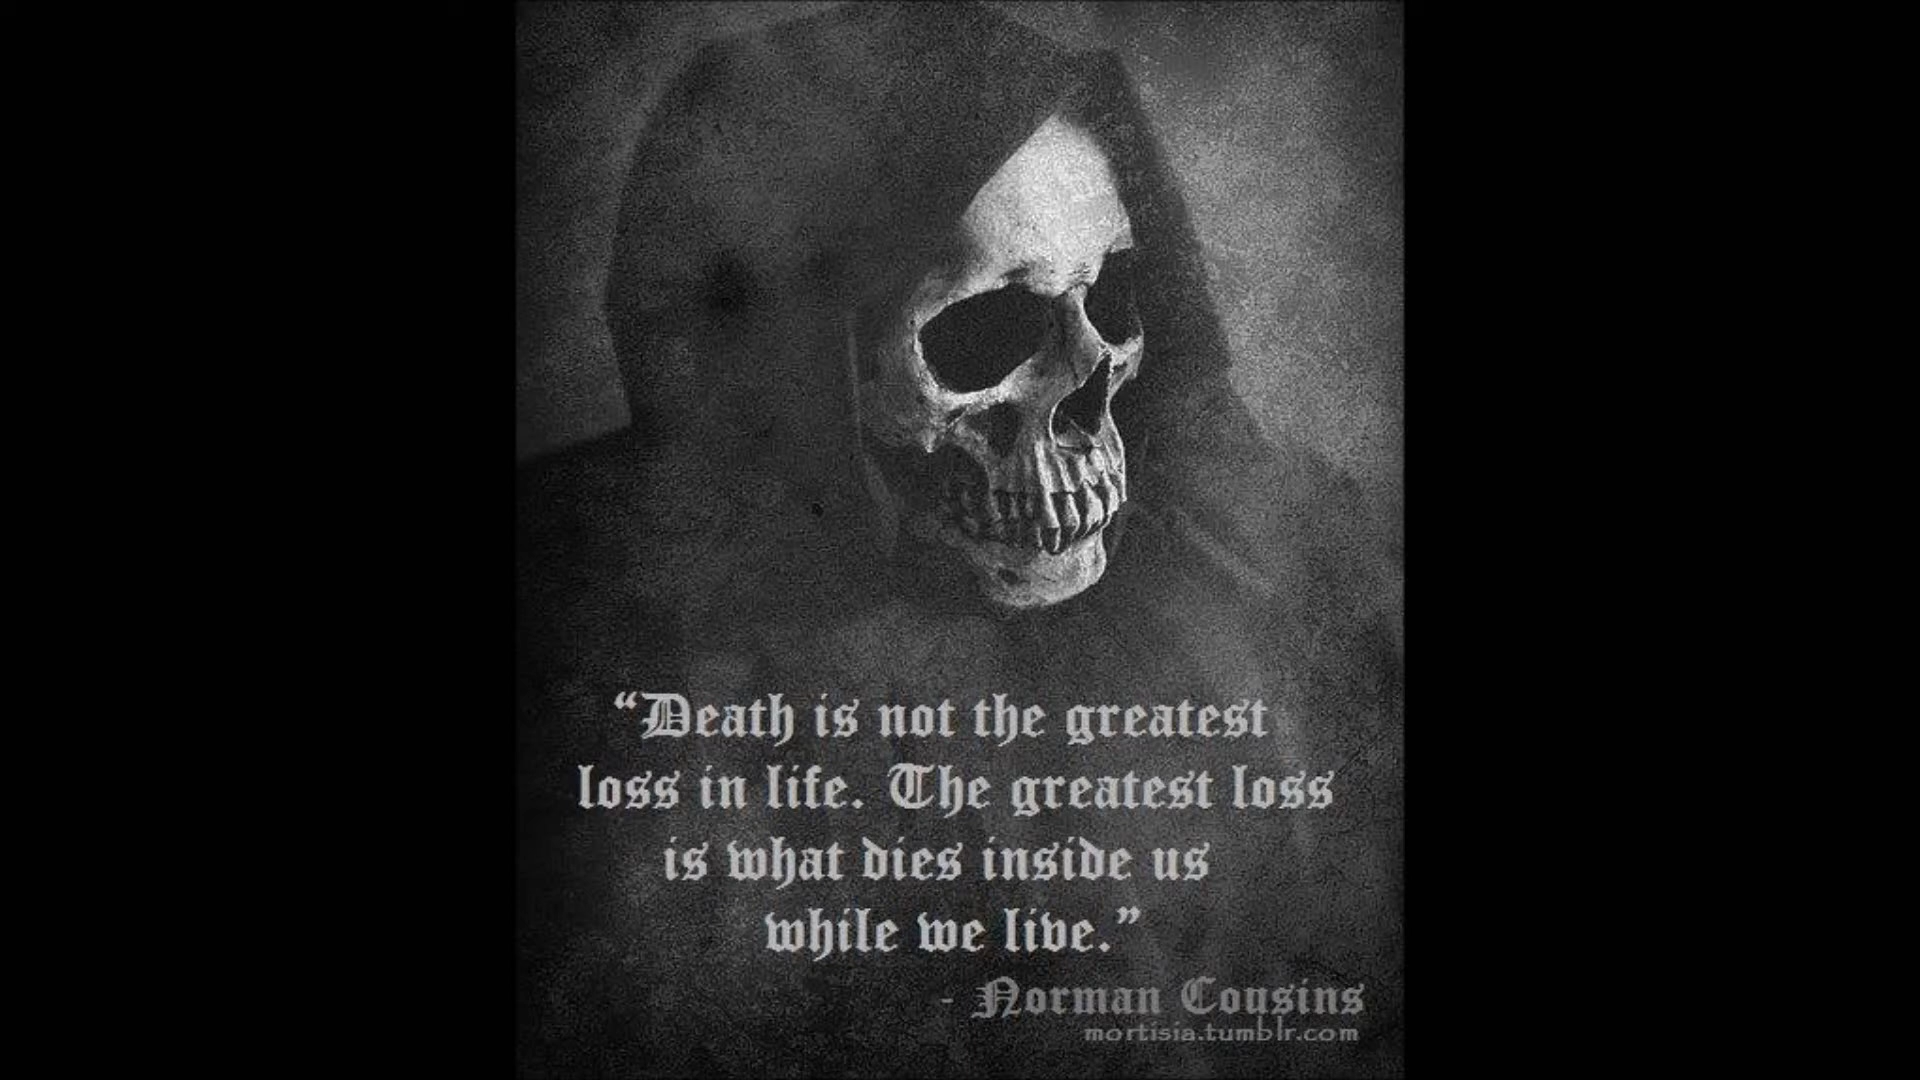 “Death is not the greatest
loss in life. The greatest loss
is what dies inside us
while we live.”
- Norman Cousins
mortisia.tumblr.com